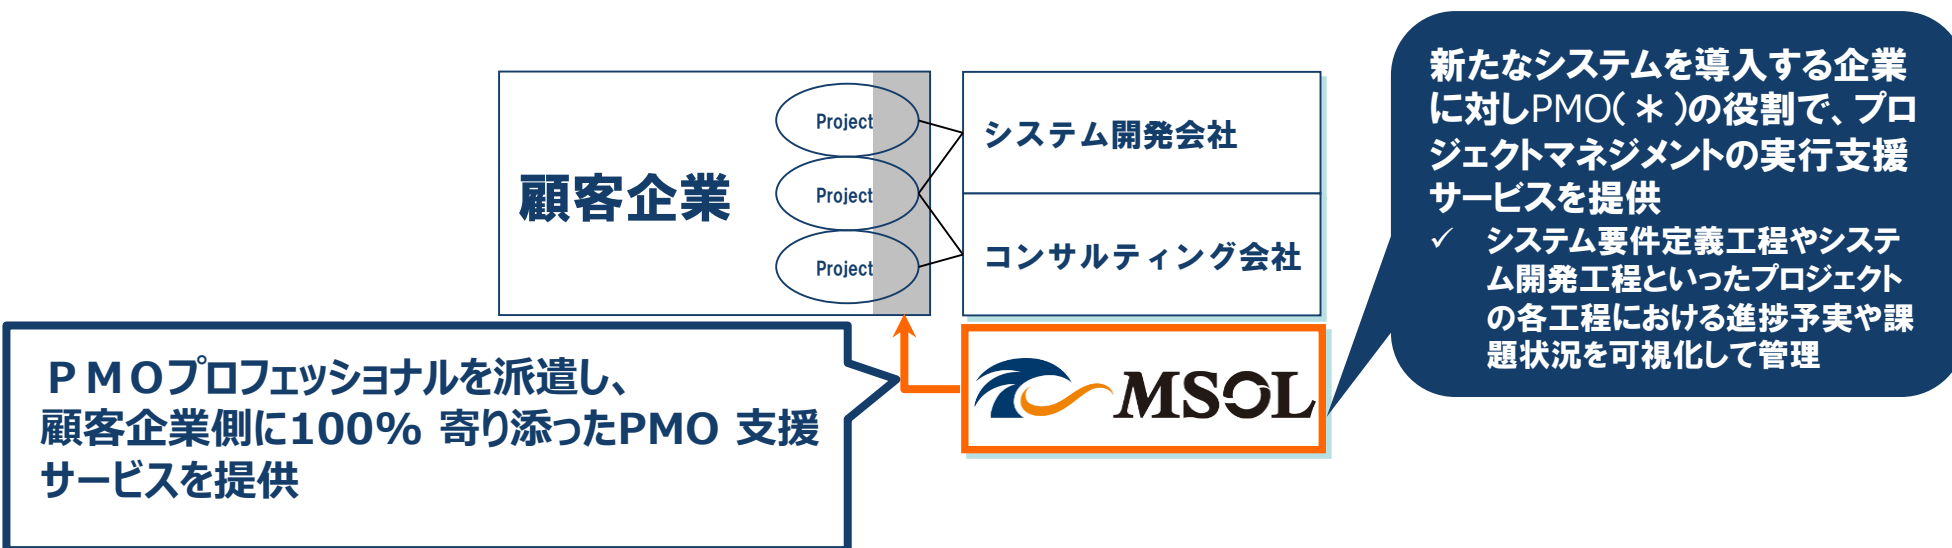 顧客企業
Project
Project
Project
システム開発会社
コンサルティング会社
MSOL
新たなシステムを導入する企業
に対しPMO(＊)の役割で、プロ
ジェクトマネジメントの実行支援
サービスを提供
✓ システム要件定義工程やシステ
ム開発工程といったプロジェクト
の各工程における進捗予実や課
題状況を可視化して管理
ＰＭＯプロフェッショナルを派遣し、
顧客企業側に100% 寄り添ったPMO 支援
サービスを提供